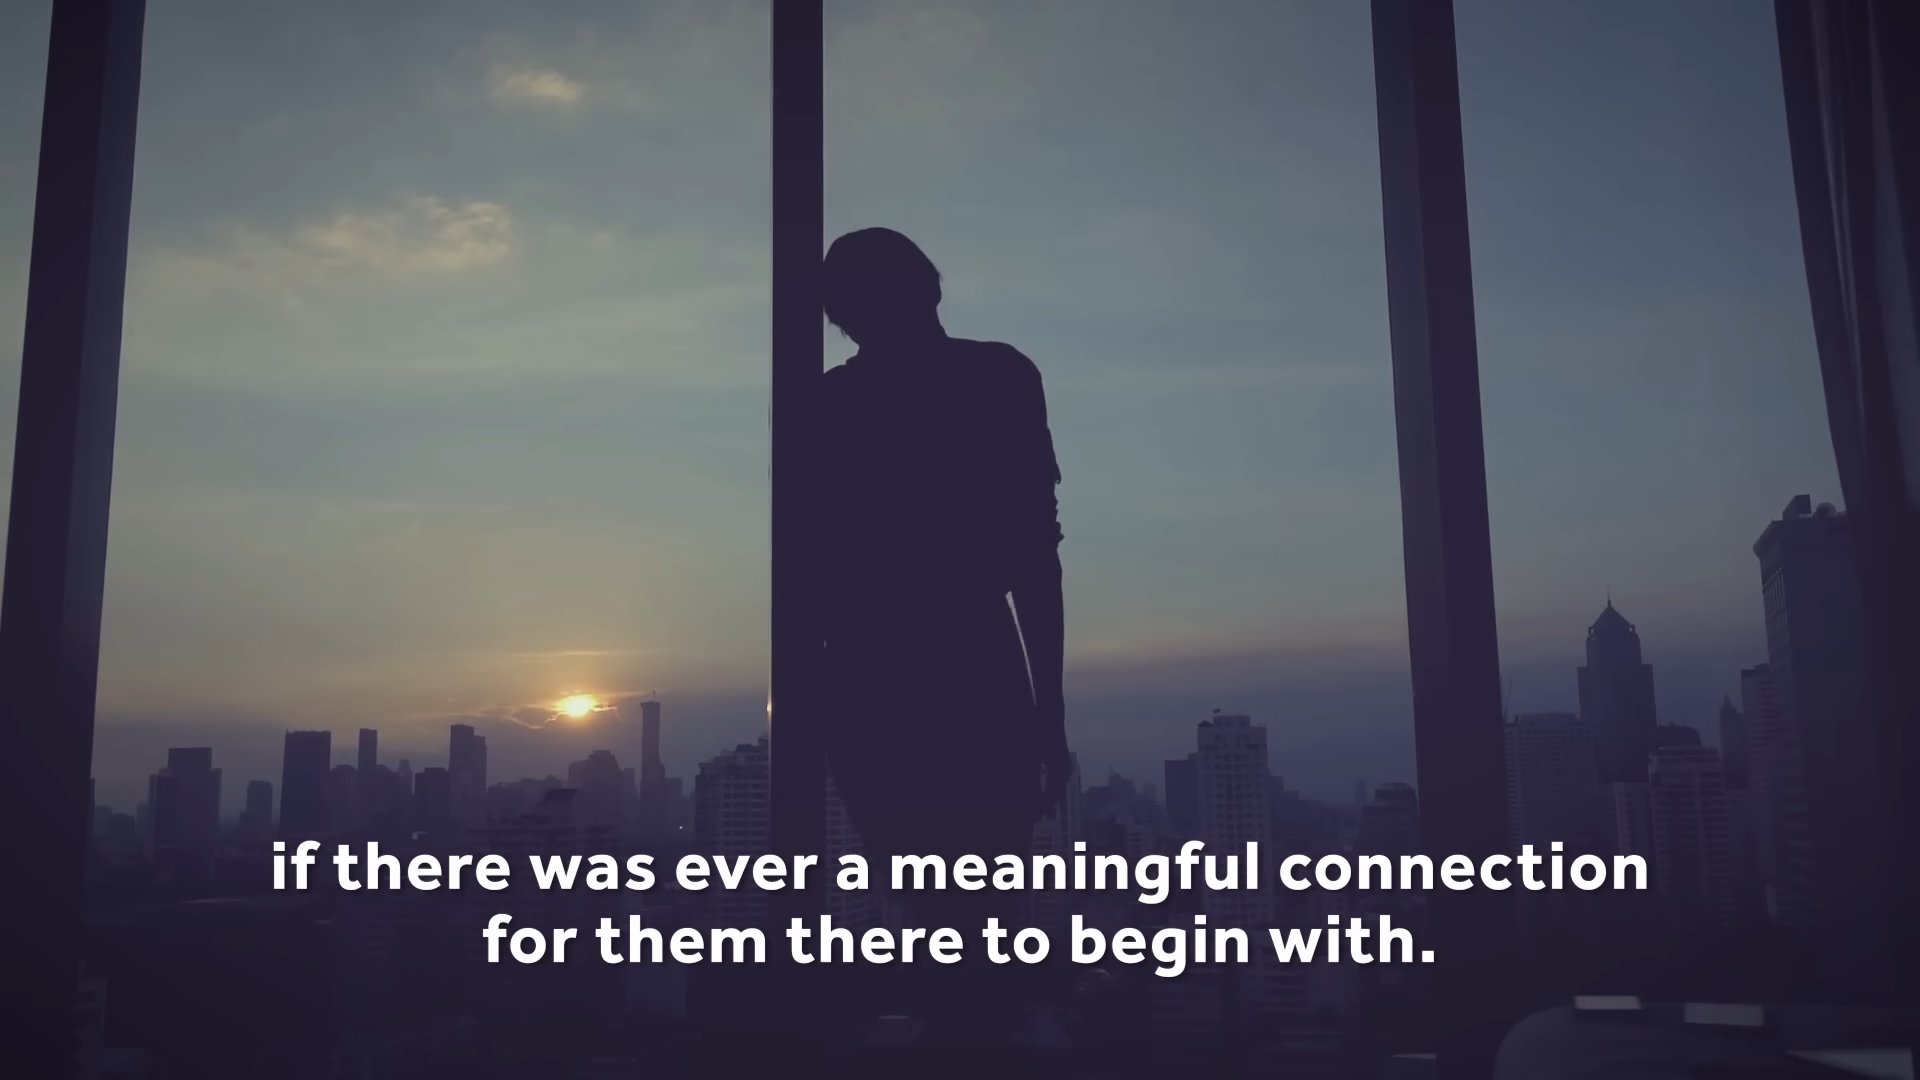 if there was ever a meaningful connection
for them there to begin with.